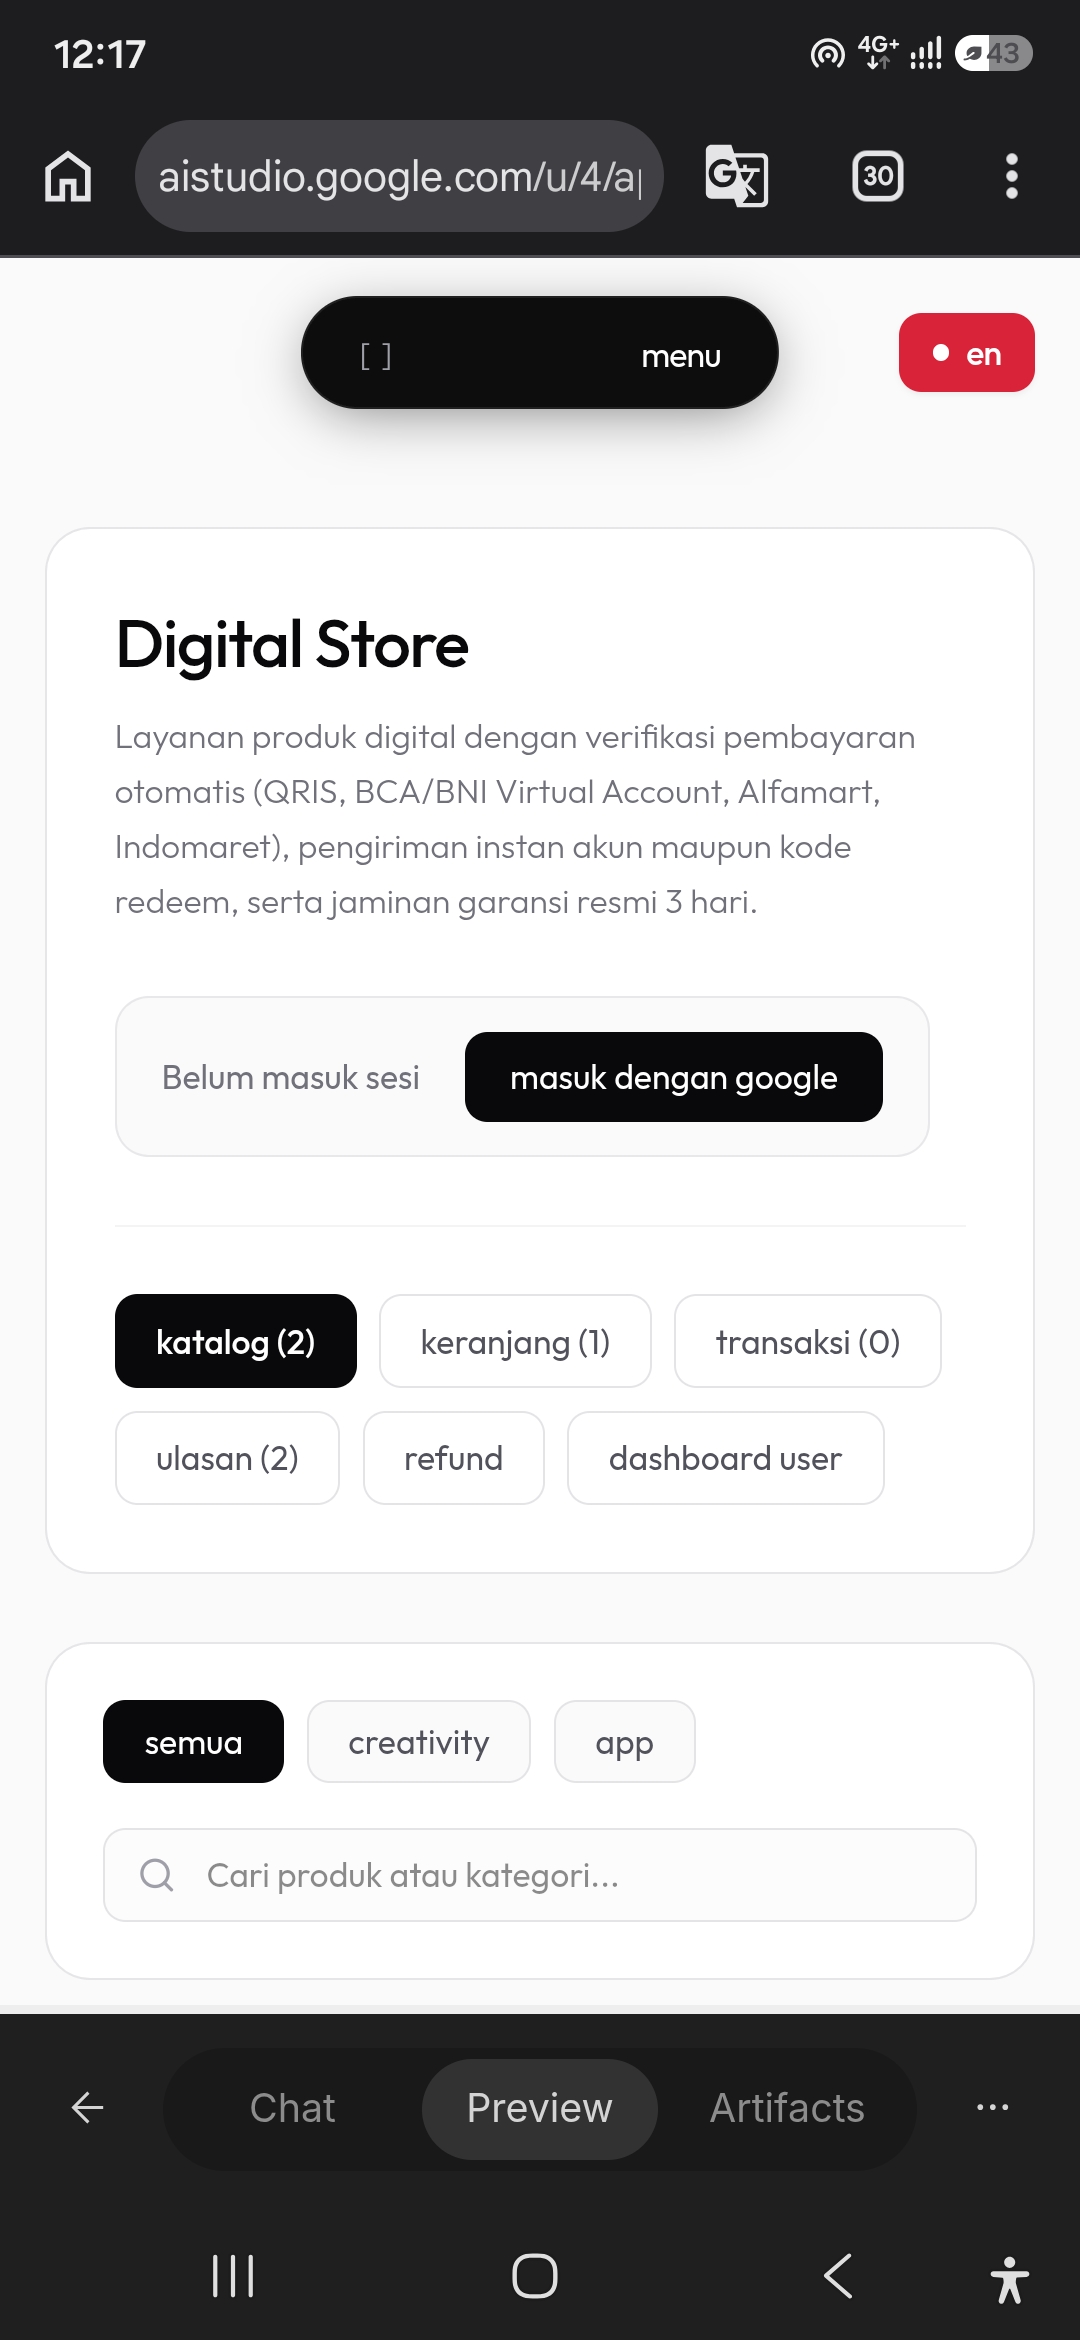 12:17
4G+
43
aistudio.google.com/u/4/a
30
[ ]
menu
en
Digital Store
Layanan produk digital dengan verifikasi pembayaran
otomatis (QRIS, BCA/BNI Virtual Account, Alfamart,
Indomaret), pengiriman instan akun maupun kode
redeem, serta jaminan garansi resmi 3 hari.
Belum masuk sesi
masuk dengan google
katalog (2)
keranjang (1)
transaksi (0)
ulasan (2)
refund
dashboard user
semua
creativity
app
Cari produk atau kategori...
Chat
Preview
Artifacts